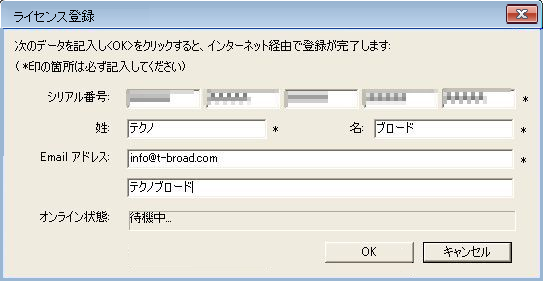 ライセンス登録
次のデータを記入し<OK>をクリックすると、インターネット経由で登録が完了します:
( *印の箇所は必ず記入してください)
シリアル番号: *
姓: テクノ * 名: ブロード *
Email アドレス: info@t-broad.com *
テクノブロード
オンライン状態: 待機中...
OK キャンセル